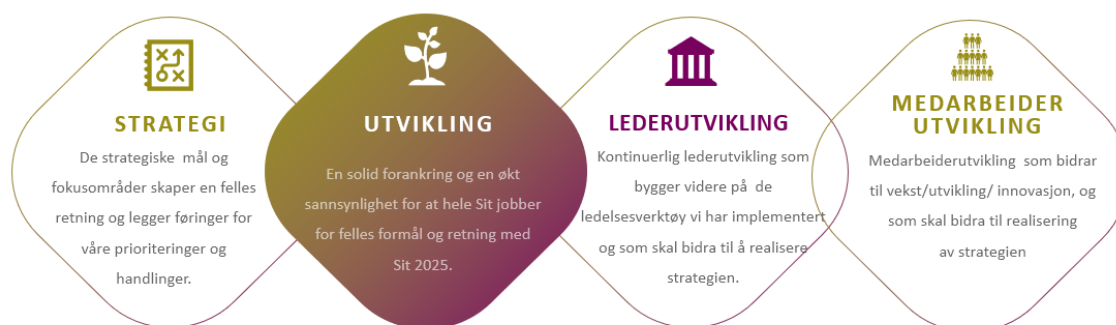 STRATEGI
De strategiske mål og
fokusområder skaper en felles
retning og legger føringer for
våre prioriteringer og
handlinger.
UTVIKLING
En solid forankring og en økt
sannsynlighet for at hele Sit jobber
for felles formål og retning med
Sit 2025.
LEDERUTVIKLING
Kontinuerlig lederutvikling som
bygger videre på de
ledelsesverktøy vi har implementert
og som skal bidra til å realisere
strategien.
MEDARBEIDER
UTVIKLING
Medarbeiderutvikling som bidrar
til vekst/utvikling/ innovasjon, og
som skal bidra til realisering
av strategien